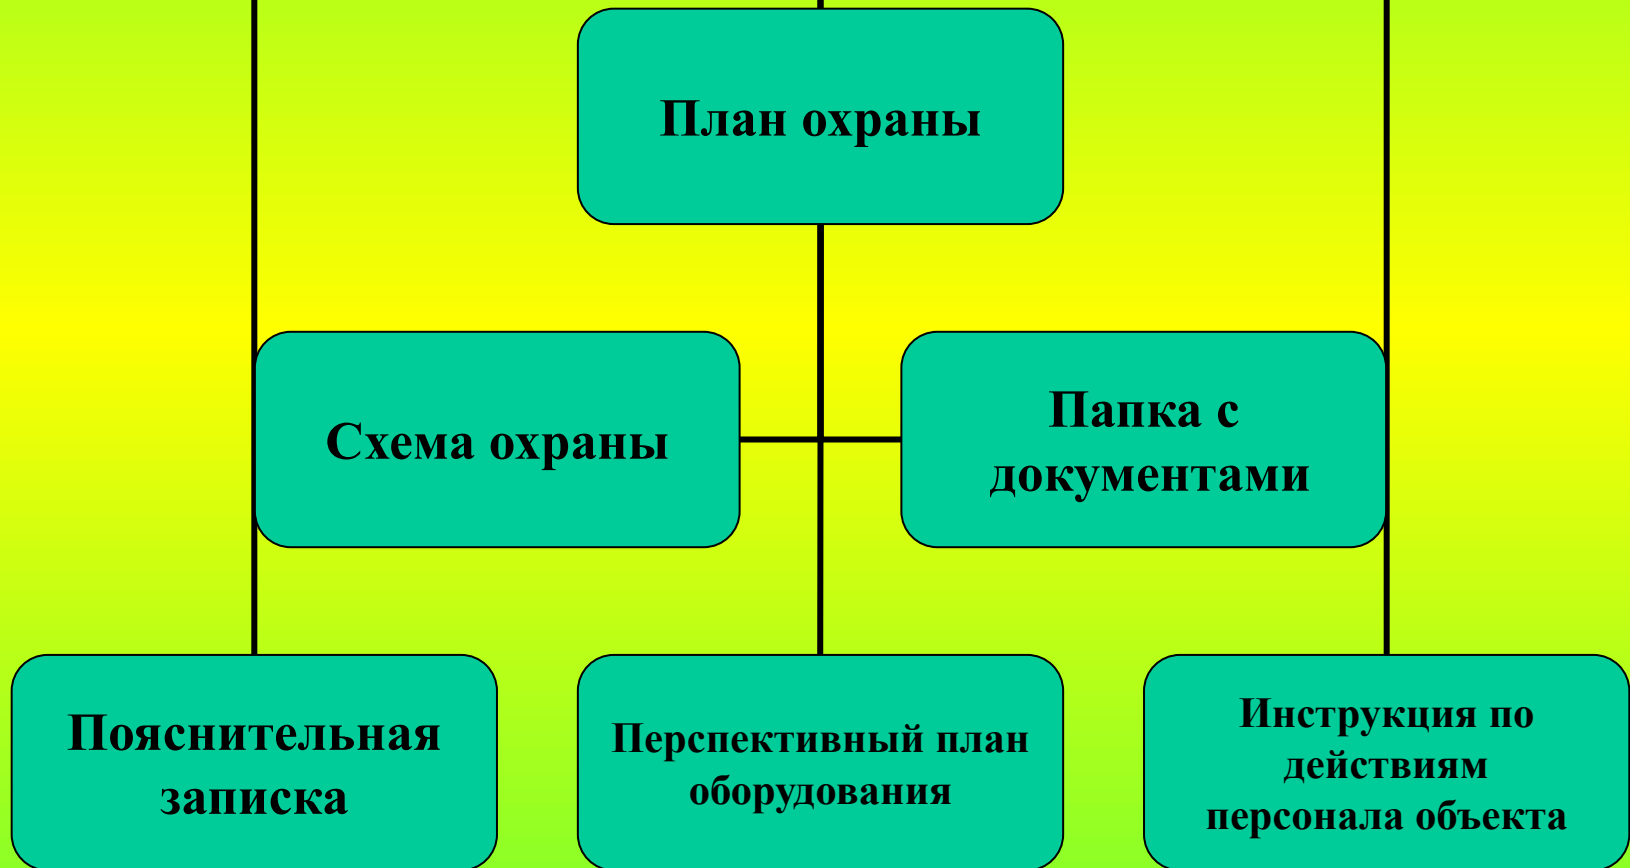 План охраны
Схема охраны
Папка с
документами
Пояснительная
записка
Перспективный план
оборудования
Инструкция по
действиям
персонала объекта